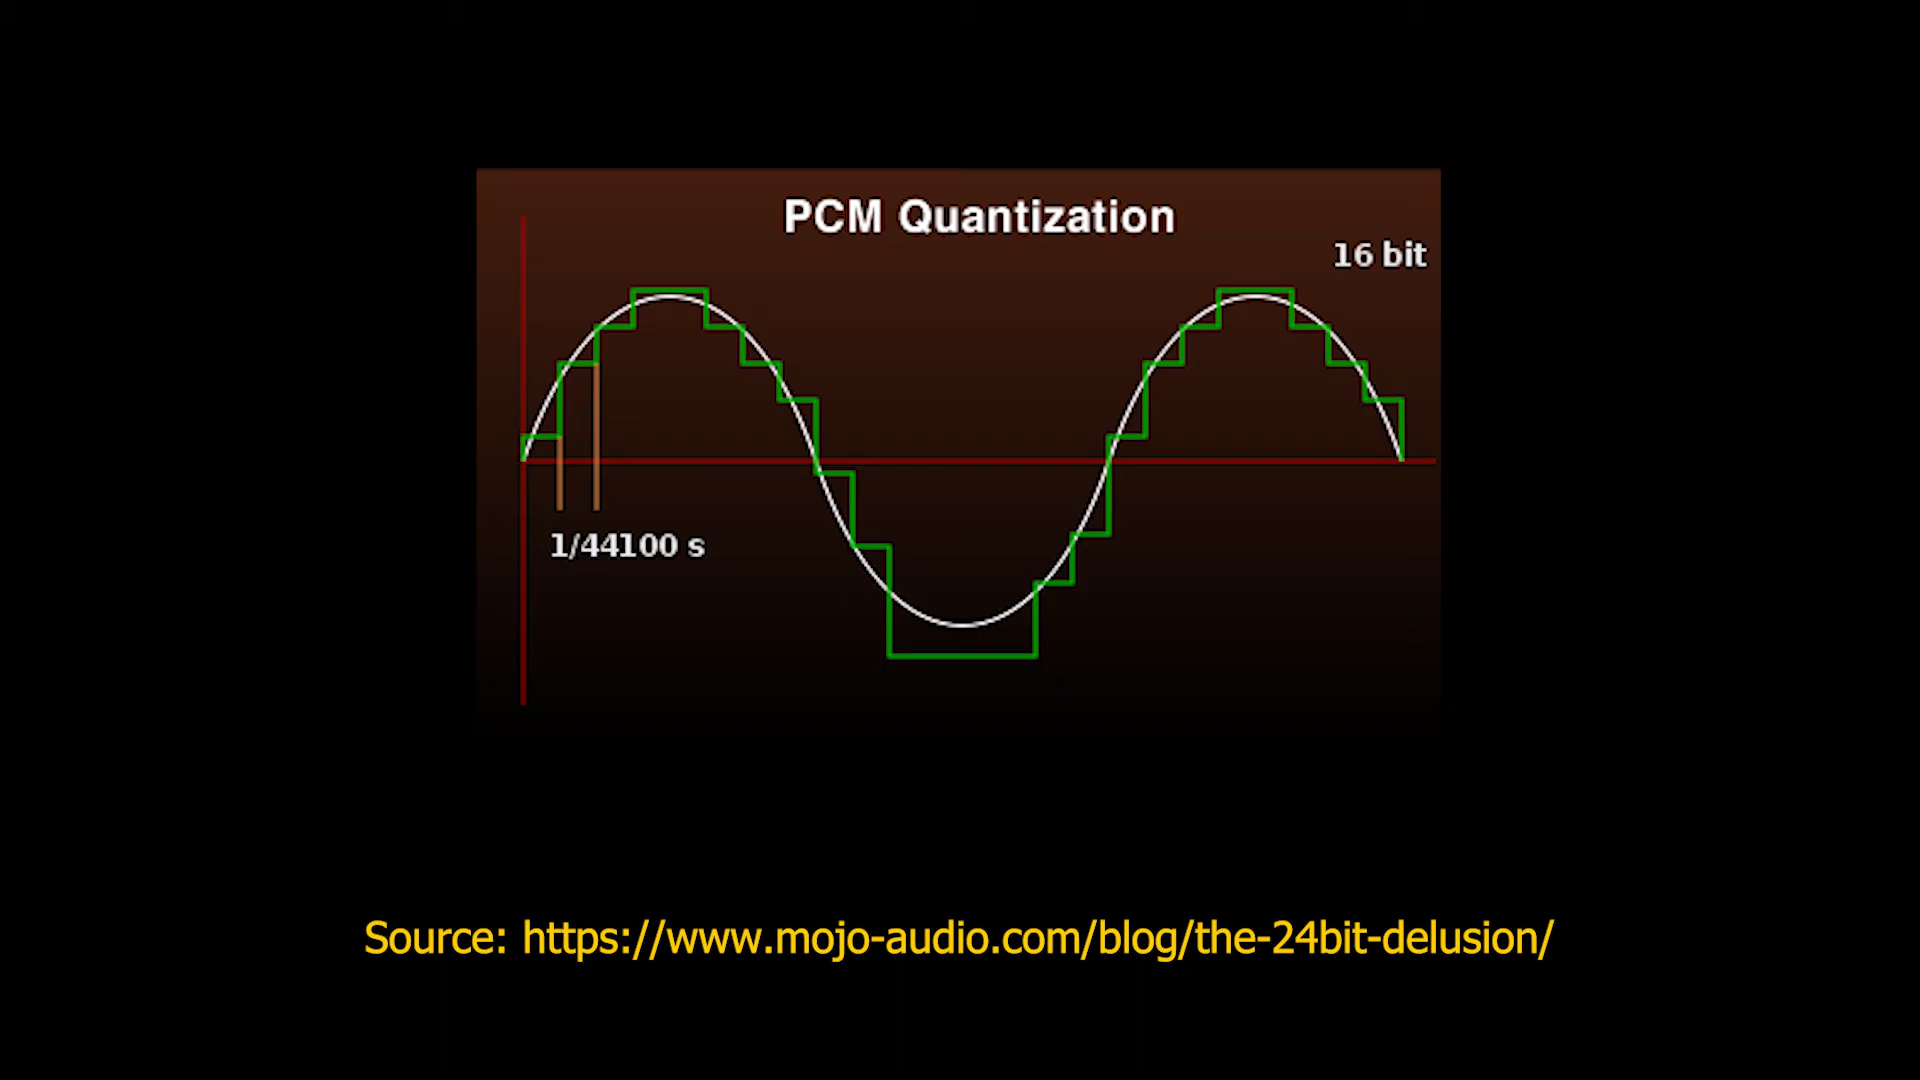 PCM Quantization
16 bit
1/44100 s
Source: https://www.mojo-audio.com/blog/the-24bit-delusion/